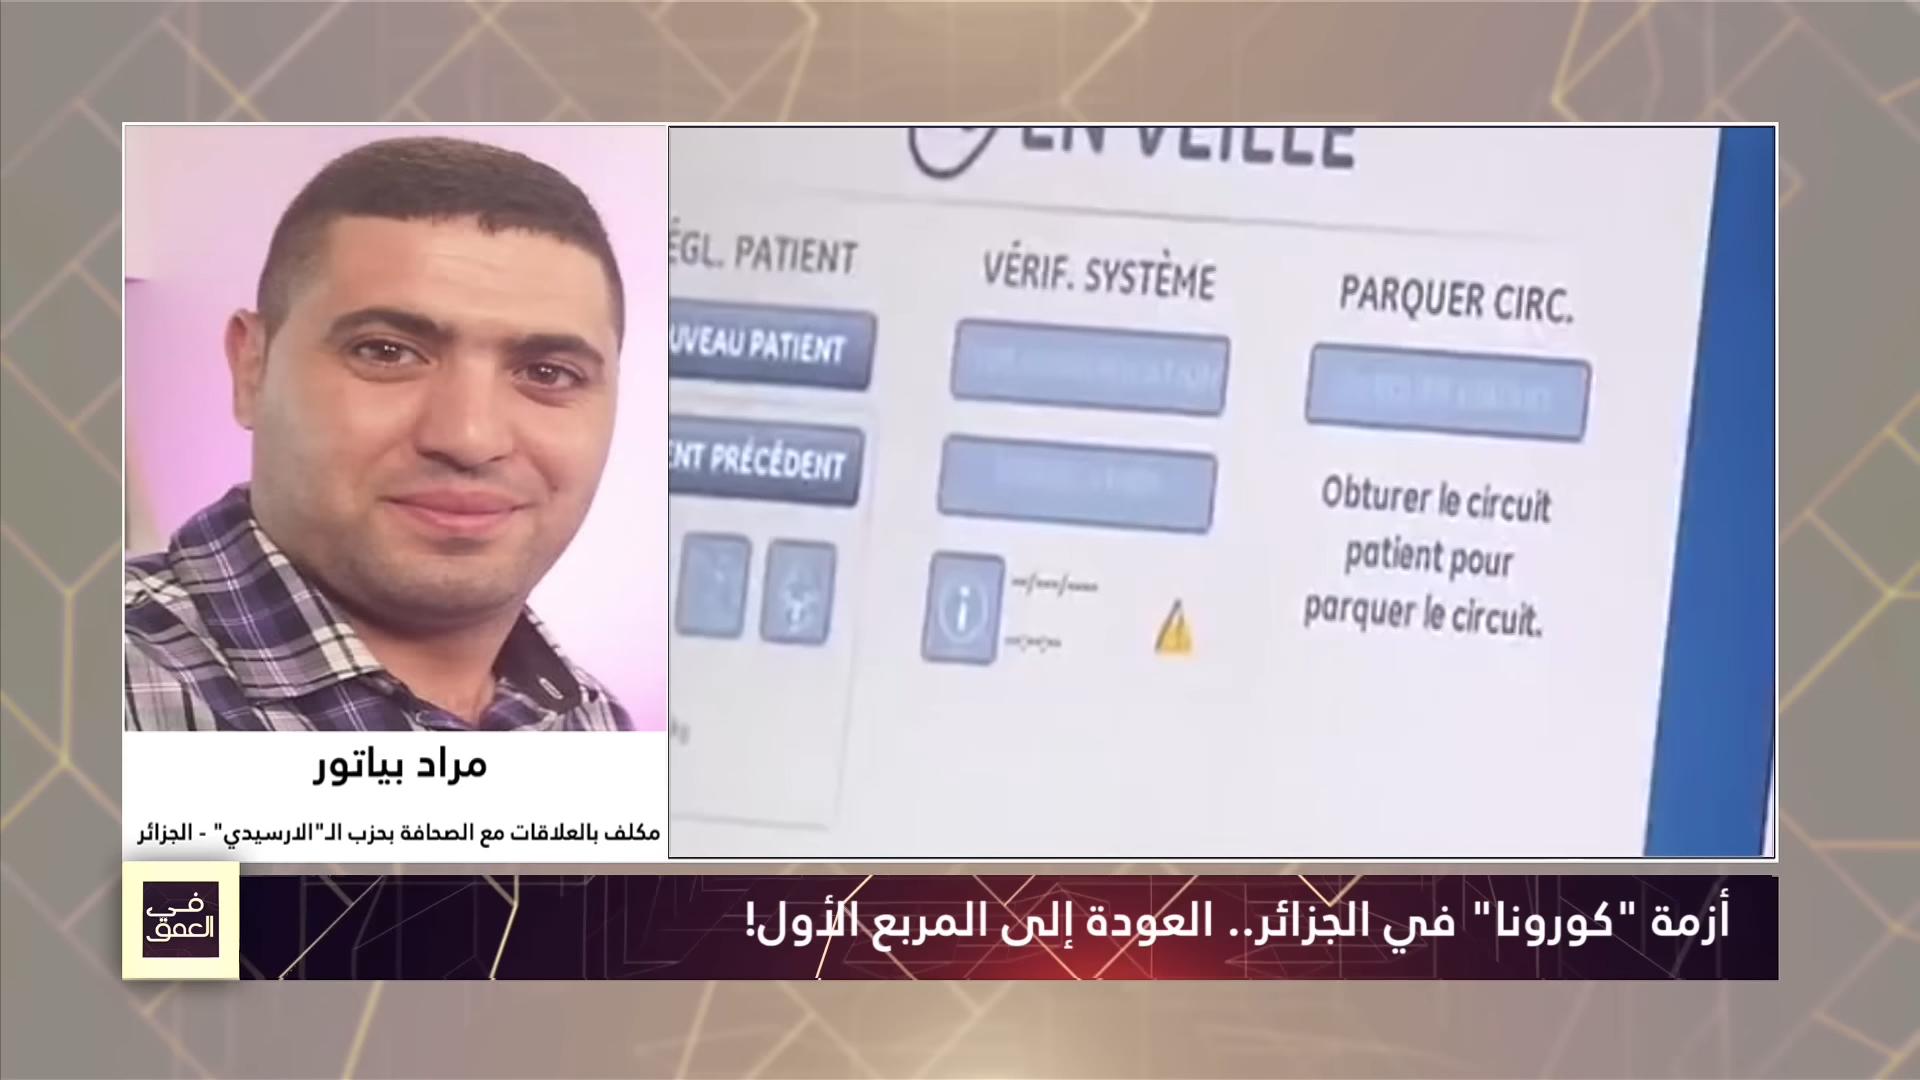 EN VEILLE
ÉGL. PATIENT
VÉRIF. SYSTÈME
PARQUER CIRC.
UVEAU PATIENT
ENT PRÉCÉDENT
Obturer le circuit
patient pour
parquer le circuit.
--/---/----
--:--:--
kg
مراد بياتور
مكلف بالعلاقات مع الصحافة بحزب الـ"الارسيدي" - الجزائر
في
العمق
أزمة "كورونا" في الجزائر.. العودة إلى المربع الأول!